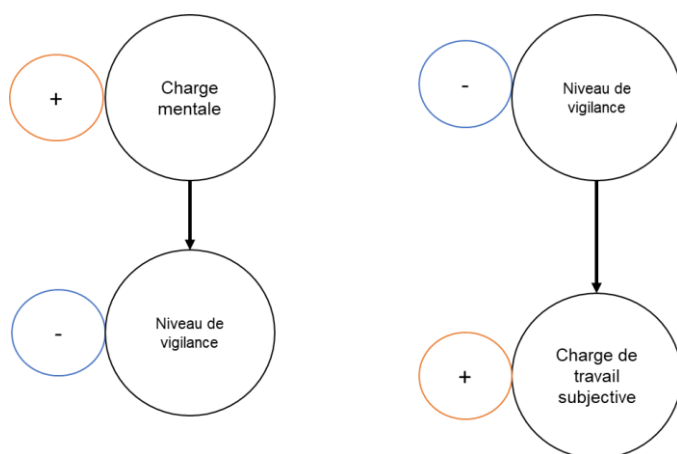 +
Charge
mentale
-
Niveau de
vigilance
-
Niveau de
vigilance
+
Charge de
travail
subjective